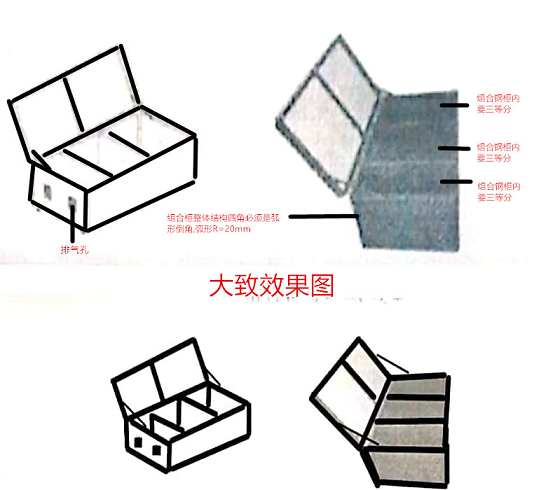 组合钢柜内
要三等分
组合钢柜内
要三等分
组合钢柜内
要三等分
组合柜整体结构四角必须是弧
形倒角,弧形R=20mm
排气孔
大致效果图